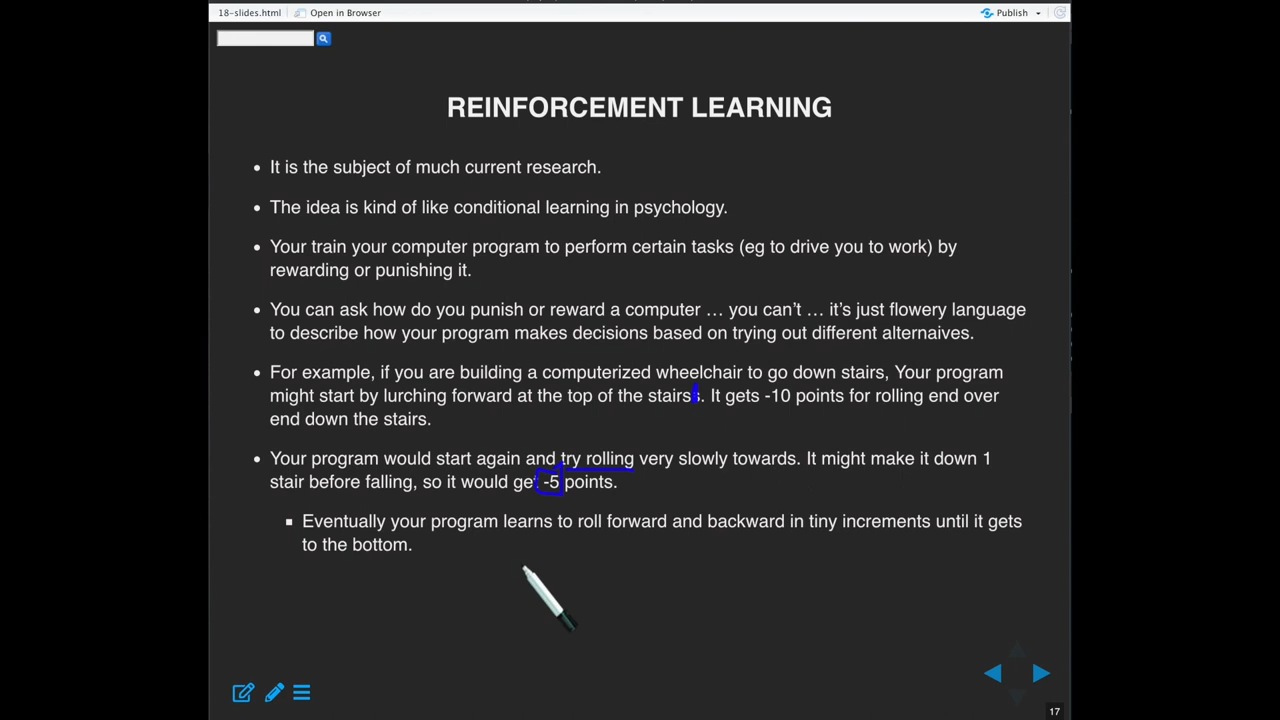 18-slides.html Open in Browser Publish
REINFORCEMENT LEARNING
It is the subject of much current research.
The idea is kind of like conditional learning in psychology.
Your train your computer program to perform certain tasks (eg to drive you to work) by
rewarding or punishing it.
You can ask how do you punish or reward a computer … you can't … it's just flowery language
to describe how your program makes decisions based on trying out different alternaives.
For example, if you are building a computerized wheelchair to go down stairs, Your program
might start by lurching forward at the top of the stairs. It gets -10 points for rolling end over
end down the stairs.
Your program would start again and try rolling very slowly towards. It might make it down 1
stair before falling, so it would get -5 points.
Eventually your program learns to roll forward and backward in tiny increments until it gets
to the bottom.
17